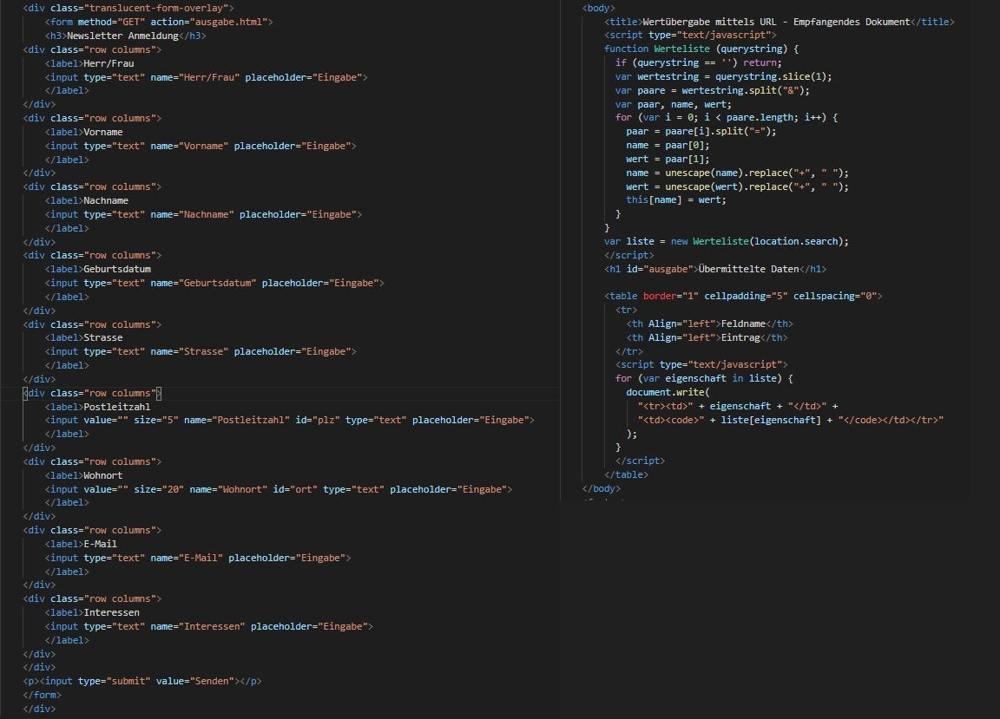 <div class="translucent-form-overlay">
<form method="GET" action="ausgabe.html">
<h3>Newsletter Anmeldung</h3>
<div class="row columns">
<label>Herr/Frau
<input type="text" name="Herr/Frau" placeholder="Eingabe">
</label>
</div>
<div class="row columns">
<label>Vorname
<input type="text" name="Vorname" placeholder="Eingabe">
</label>
</div>
<div class="row columns">
<label>Nachname
<input type="text" name="Nachname" placeholder="Eingabe">
</label>
</div>
<div class="row columns">
<label>Geburtsdatum
<input type="text" name="Geburtsdatum" placeholder="Eingabe">
</label>
</div>
<div class="row columns">
<label>Strasse
<input type="text" name="Strasse" placeholder="Eingabe">
</label>
</div>
<div class="row columns">
<label>Postleitzahl
<input value="" size="5" name="Postleitzahl" id="plz" type="text" placeholder="Eingabe">
</label>
</div>
<div class="row columns">
<label>Wohnort
<input value="" size="20" name="Wohnort" id="ort" type="text" placeholder="Eingabe">
</label>
</div>
<div class="row columns">
<label>E-Mail
<input type="text" name="E-Mail" placeholder="Eingabe">
</label>
</div>
<div class="row columns">
<label>Interessen
<input type="text" name="Interessen" placeholder="Eingabe">
</label>
</div>
</div>
<p><input type="submit" value="Senden"></p>
</form>
</div>
<body>
<title>Wertübergabe mittels URL - Empfangendes Dokument</title>
<script type="text/javascript">
function Werteliste (querystring) {
if (querystring == '') return;
var wertestring = querystring.slice(1);
var paare = wertestring.split("&");
var paar, name, wert;
for (var i = 0; i < paare.length; i++) {
paar = paare[i].split("=");
name = paar[0];
wert = paar[1];
name = unescape(name).replace("+", " ");
wert = unescape(wert).replace("+", " ");
this[name] = wert;
}
}
var liste = new Werteliste(location.search);
</script>
<h1 id="ausgabe">Übermittelte Daten</h1>
<table border="1" cellpadding="5" cellspacing="0">
<tr>
<th Align="left">Feldname</th>
<th Align="left">Eintrag</th>
</tr>
<script type="text/javascript">
for (var eigenschaft in liste) {
document.write(
"<tr><td>" + eigenschaft + "</td>" +
"<td><code>" + liste[eigenschaft] + "</code></td></tr>"
);
}
</script>
</table>
</body>